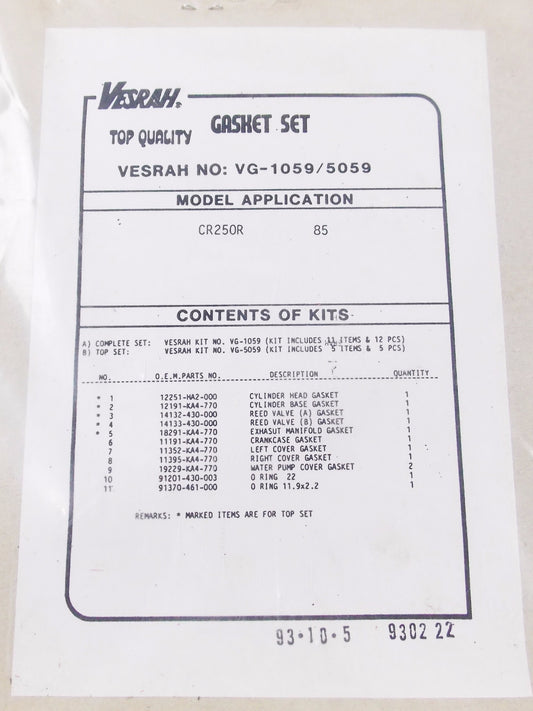 VESRAH®
TOP QUALITY GASKET SET
VESRAH NO: VG-1059/5059
MODEL APPLICATION
CR250R 85
CONTENTS OF KITS
A) COMPLETE SET: VESRAH KIT NO. VG-1059 (KIT INCLUDES 11 ITEMS & 12 PCS)
B) TOP SET: VESRAH KIT NO. VG-5059 (KIT INCLUDES 5 ITEMS & 5 PCS)
NO. O.E.M.PARTS NO. DESCRIPTION QUANTITY
* 1 12251-HA2-000 CYLINDER HEAD GASKET 1
* 2 12191-KA4-770 CYLINDER BASE GASKET 1
* 3 14132-430-000 REED VALVE (A) GASKET 1
* 4 14133-430-000 REED VALVE (B) GASKET 1
* 5 18291-KA4-770 EXHASUT MANIFOLD GASKET 1
6 11191-KA4-770 CRANKCASE GASKET 1
7 11352-KA4-770 LEFT COVER GASKET 1
8 11395-KA4-770 RIGHT COVER GASKET 1
9 19229-KA4-770 WATER PUMP COVER GASKET 2
10 91201-430-003 O RING 22 1
11 91370-461-000 O RING 11.9x2.2 1
REMARKS: * MARKED ITEMS ARE FOR TOP SET
93•10•5 9302 22